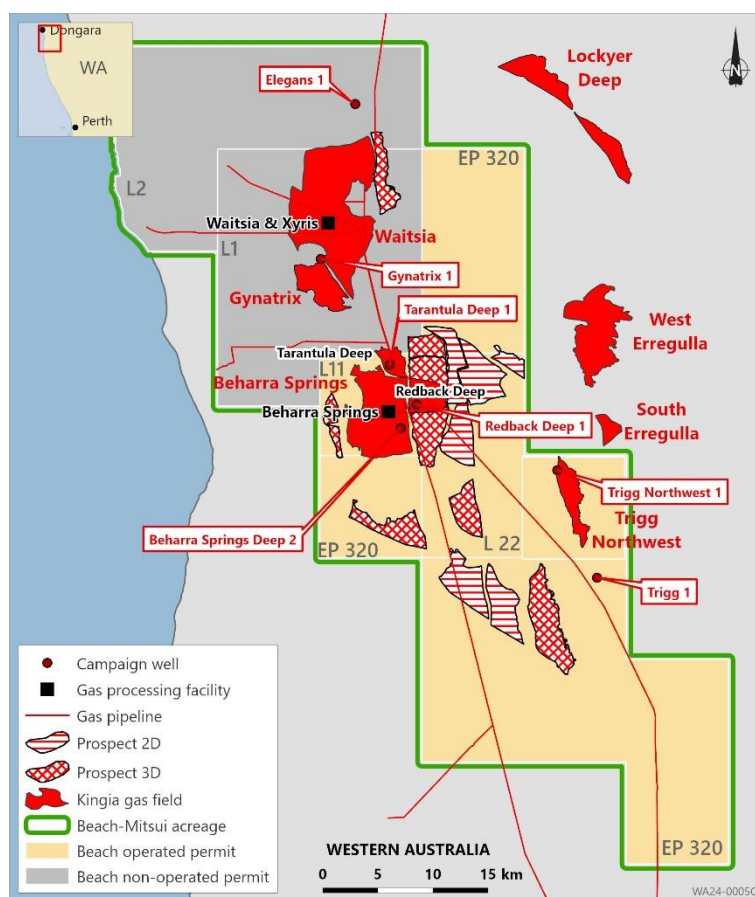 Dongara
WA
Perth
N
Lockyer
Deep
Elegans 1
EP 320
L2
Waitsia & Xyris
Waitsia
L1
Gynatrix 1
Gynatrix
Tarantula Deep 1
West
Erregulla
Tarantula Deep
L11
Beharra Springs
Redback Deep
Beharra Springs
Redback Deep 1
South
Erregulla
Trigg Northwest 1
Trigg
Northwest
Beharra Springs Deep 2
EP 320
L 22
Trigg 1
Campaign well
Gas processing facility
Gas pipeline
Prospect 2D
Prospect 3D
Kingia gas field
Beach-Mitsui acreage
Beach operated permit
Beach non-operated permit
WESTERN AUSTRALIA
0 5 10 15 km
EP 320
WA24-0005C